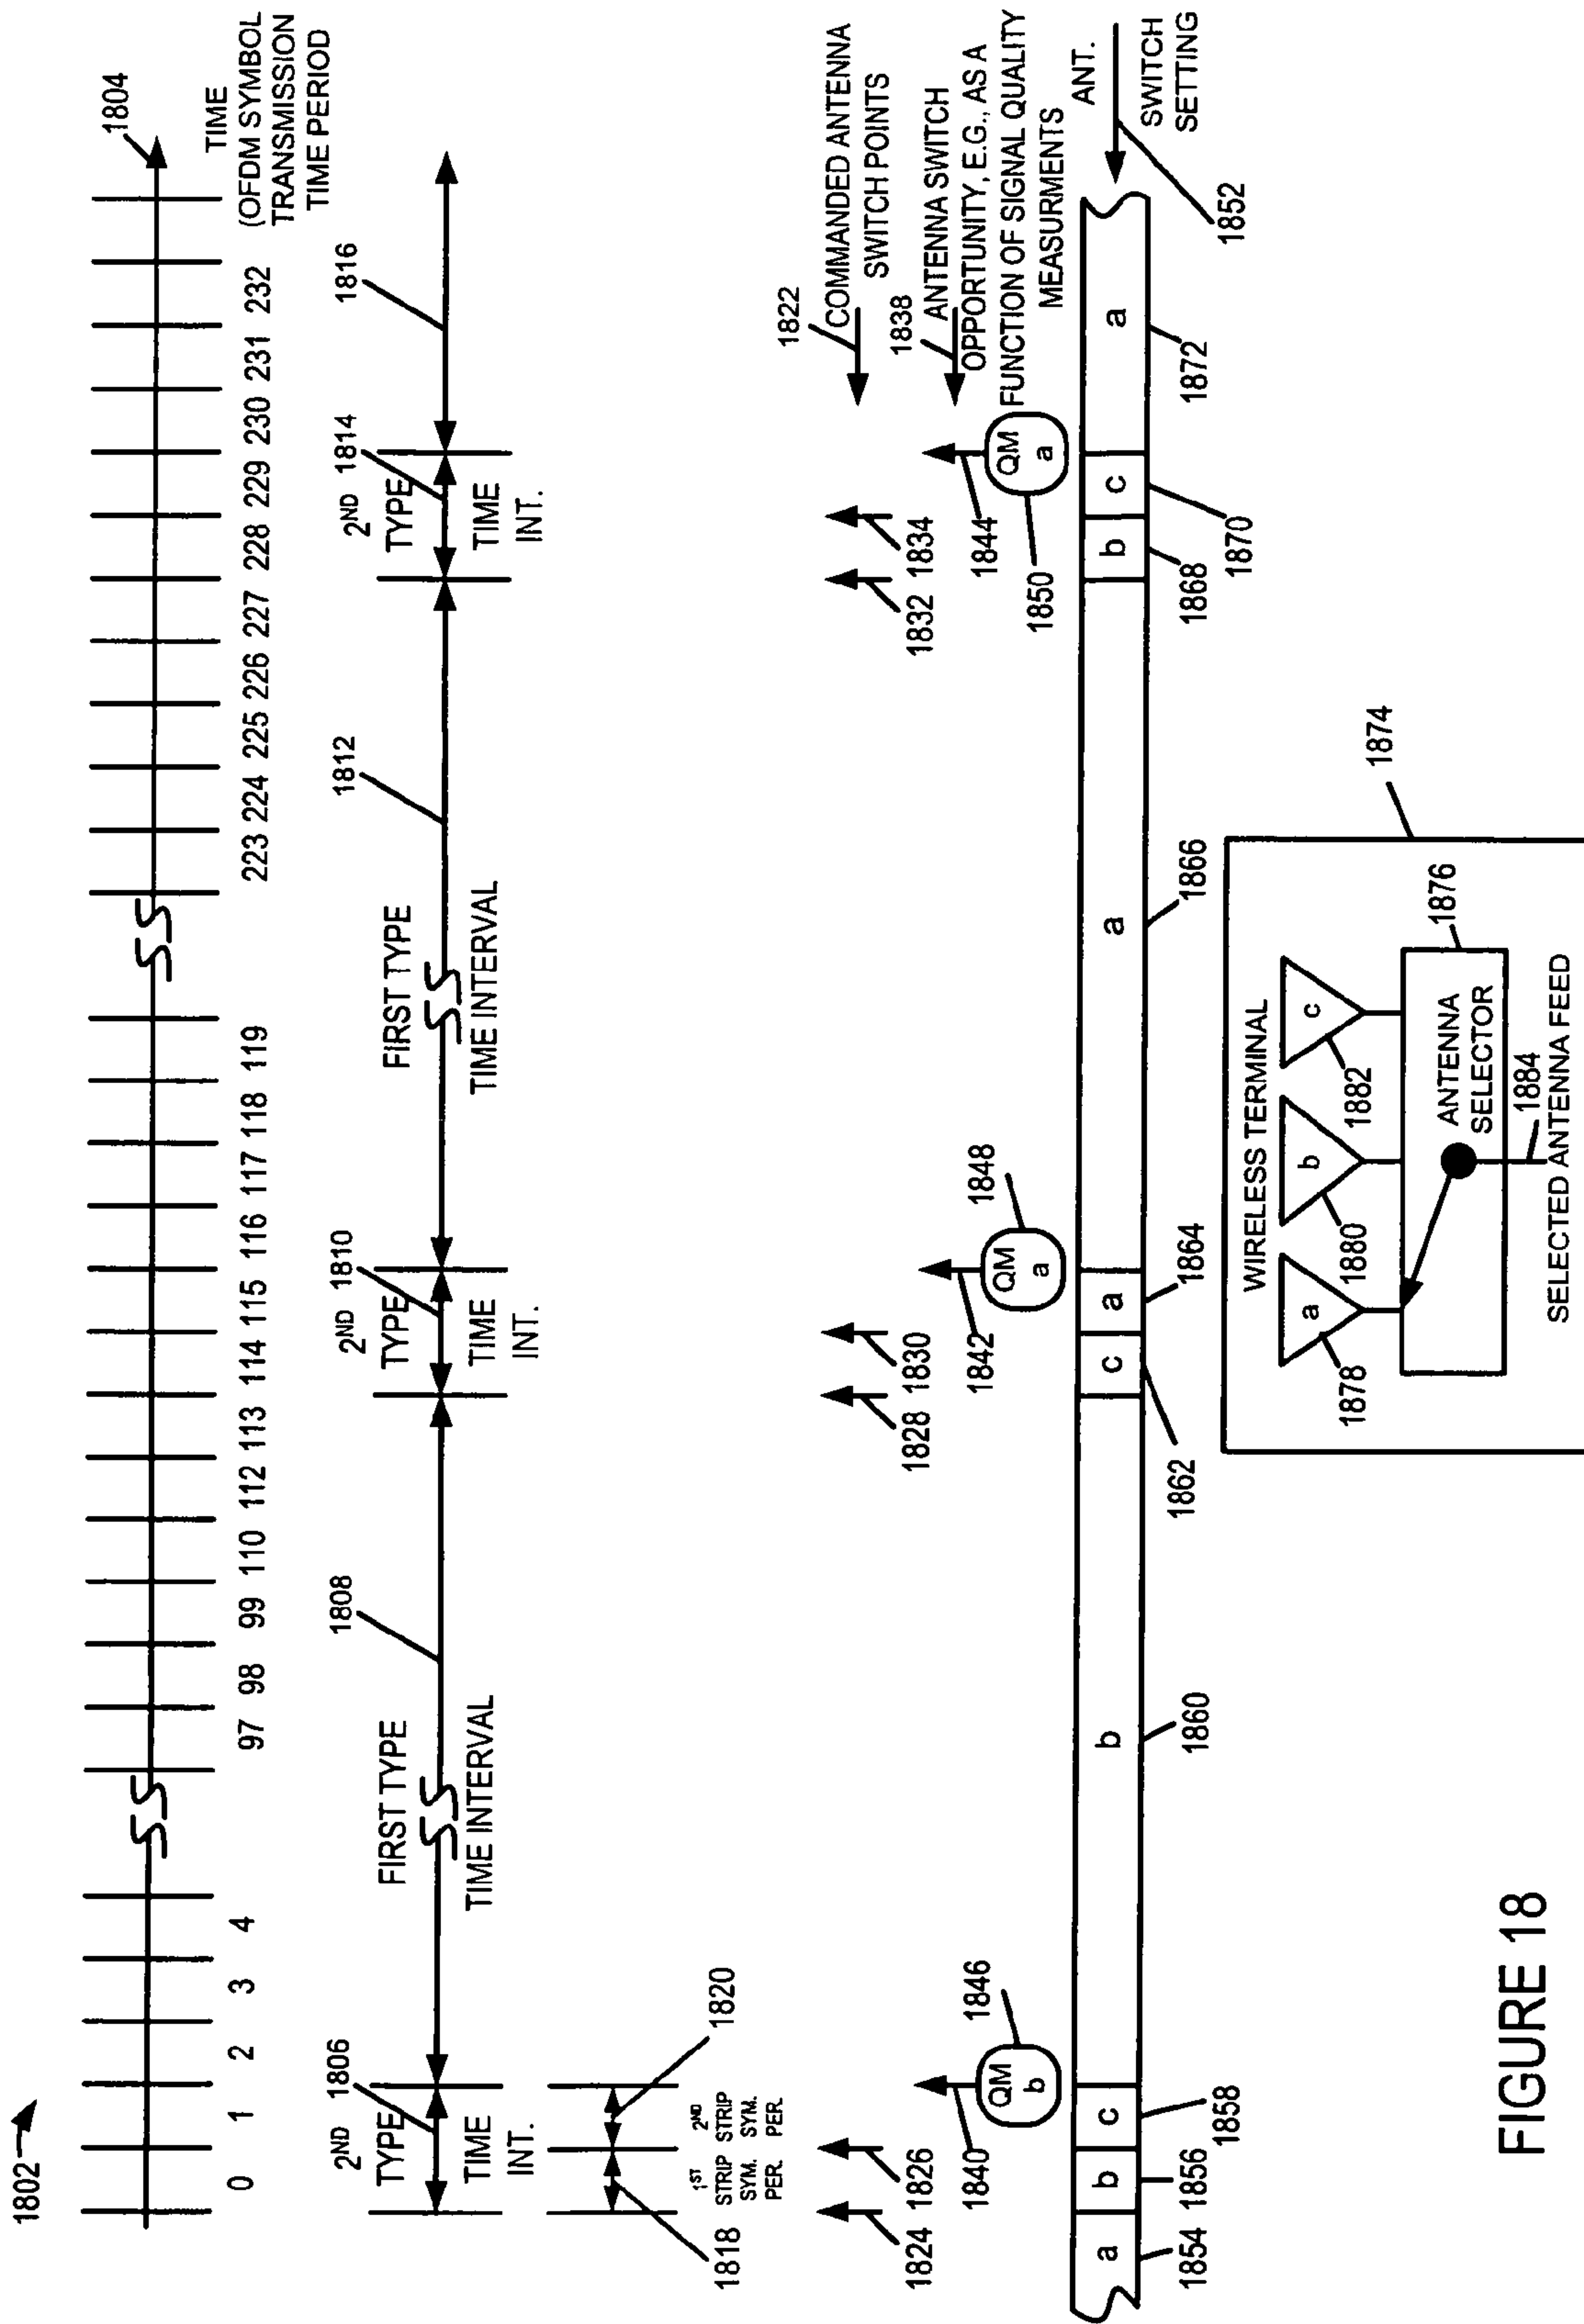 1802
1804
0 1 2 3 4 97 98 99 110 112 113 114 115 116 117 118 119 223 224 225 226 227 228 229 230 231 232
TIME
(OFDM SYMBOL
TRANSMISSION
TIME PERIOD
1806
2ND
TYPE
TIME
INT.
1808
FIRST TYPE
TIME INTERVAL
1810
2ND
TYPE
TIME
INT.
1812
FIRST TYPE
TIME INTERVAL
1814
2ND
TYPE
TIME
INT.
1816
1818
1ST
STRIP
SYM.
PER.
2ND
STRIP
SYM.
PER.
1820
1824 1826 1828 1830 1832 1834
1822
COMMANDED ANTENNA
SWITCH POINTS
1838
ANTENNA SWITCH
OPPORTUNITY, E.G., AS A
FUNCTION OF SIGNAL QUALITY
MEASURMENTS
1840
QM
b
1846
1842
QM
a
1848
1844
QM
a
1850
a b c b c a a b c a
ANT.
SWITCH
SETTING
1852
1854 1856 1858 1860 1862 1864 1866 1868 1870 1872
1874
WIRELESS TERMINAL
a b c
1878 1880 1882
1876
ANTENNA
SELECTOR
1884
SELECTED ANTENNA FEED
FIGURE 18